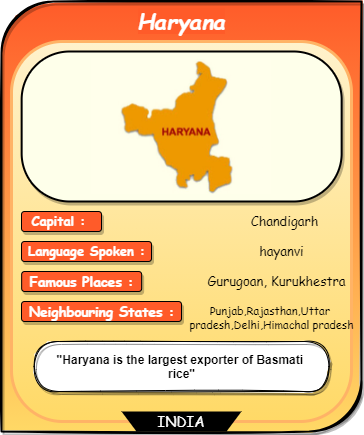 Haryana
HARYANA
Capital :
Chandigarh
Language Spoken :
hayanvi
Famous Places :
Gurugoan, Kurukhestra
Neighbouring States :
Punjab,Rajasthan,Uttar
pradesh,Delhi,Himachal pradesh
"Haryana is the largest exporter of Basmati
rice"
INDIA